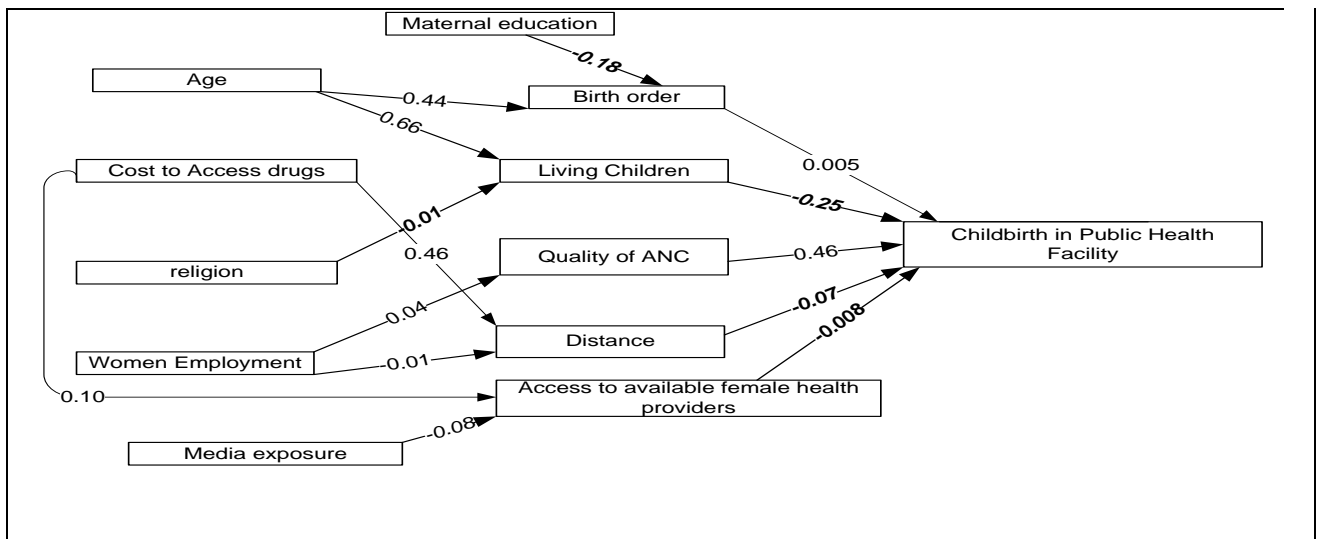 Maternal education
-0.18
Age
Birth order
0.44
0.66
Cost to Access drugs
Living Children
0.005
-0.25
-0.01
religion
0.46
Quality of ANC
0.46
Childbirth in Public Health
Facility
0.04
-0.07
Women Employment
-0.01
Distance
-0.008
0.10
Access to available female health
providers
Media exposure
-0.08